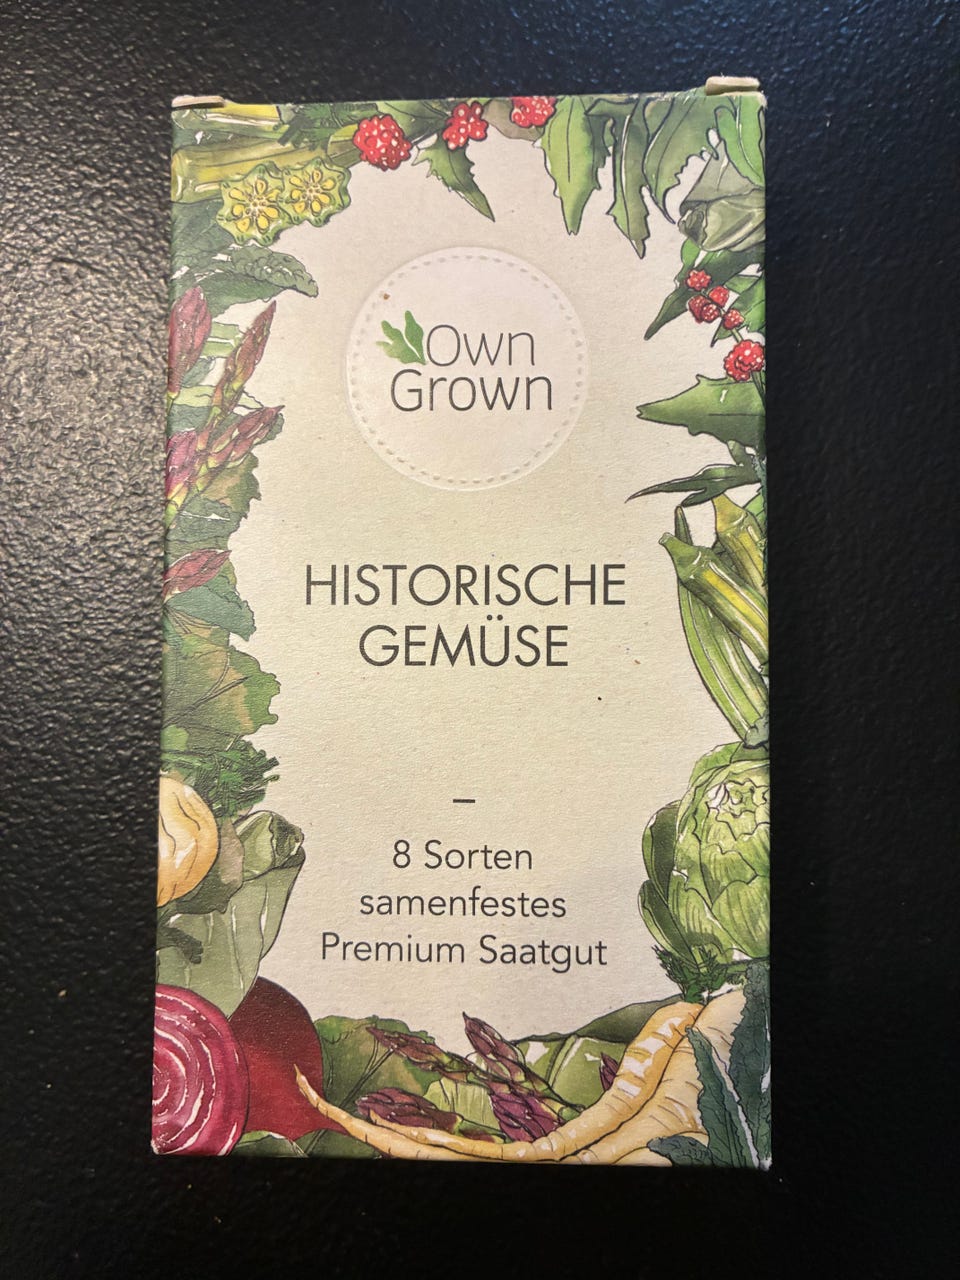 Own
Grown
HISTORISCHE
GEMÜSE
–
8 Sorten
samenfestes
Premium Saatgut